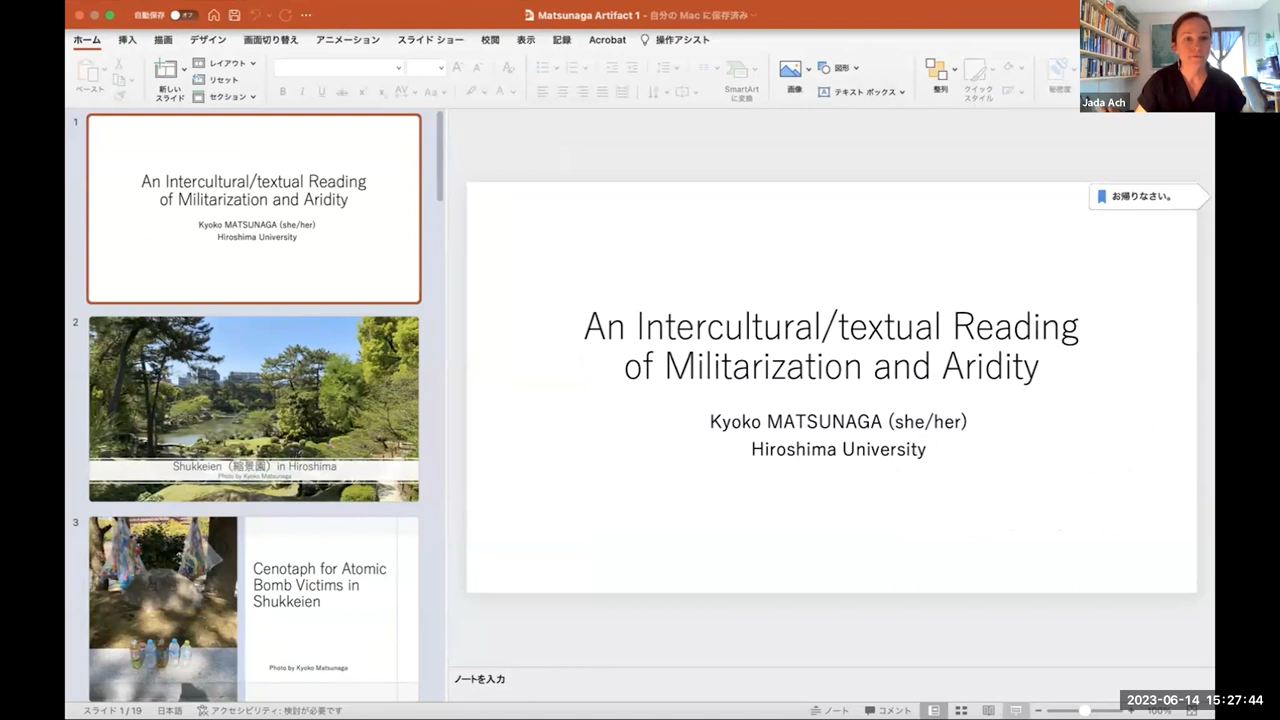 自動保存 オフ
Matsunaga Artifact 1 - 自分の Mac に保存済み
ホーム 挿入 描画 デザイン 画面切り替え アニメーション スライド ショー 校閲 表示 記録 Acrobat 操作アシスト
ペースト
新しい
スライド
レイアウト
リセット
セクション
SmartArt
に変換
画像
図形
テキスト ボックス
整列
クイック
スタイル
秘密度
Jada Ach
1
An Intercultural/textual Reading
of Militarization and Aridity
Kyoko MATSUNAGA (she/her)
Hiroshima University
2
Shukkeien（縮景園）in Hiroshima
Photo by Kyoko Matsunaga
3
Cenotaph for Atomic
Bomb Victims in
Shukkeien
Photo by Kyoko Matsunaga
お帰りなさい。
An Intercultural/textual Reading
of Militarization and Aridity
Kyoko MATSUNAGA (she/her)
Hiroshima University
ノートを入力
スライド 1 / 19 日本語 アクセシビリティ: 検討が必要です
ノート コメント
100%
2023-06-14 15:27:44